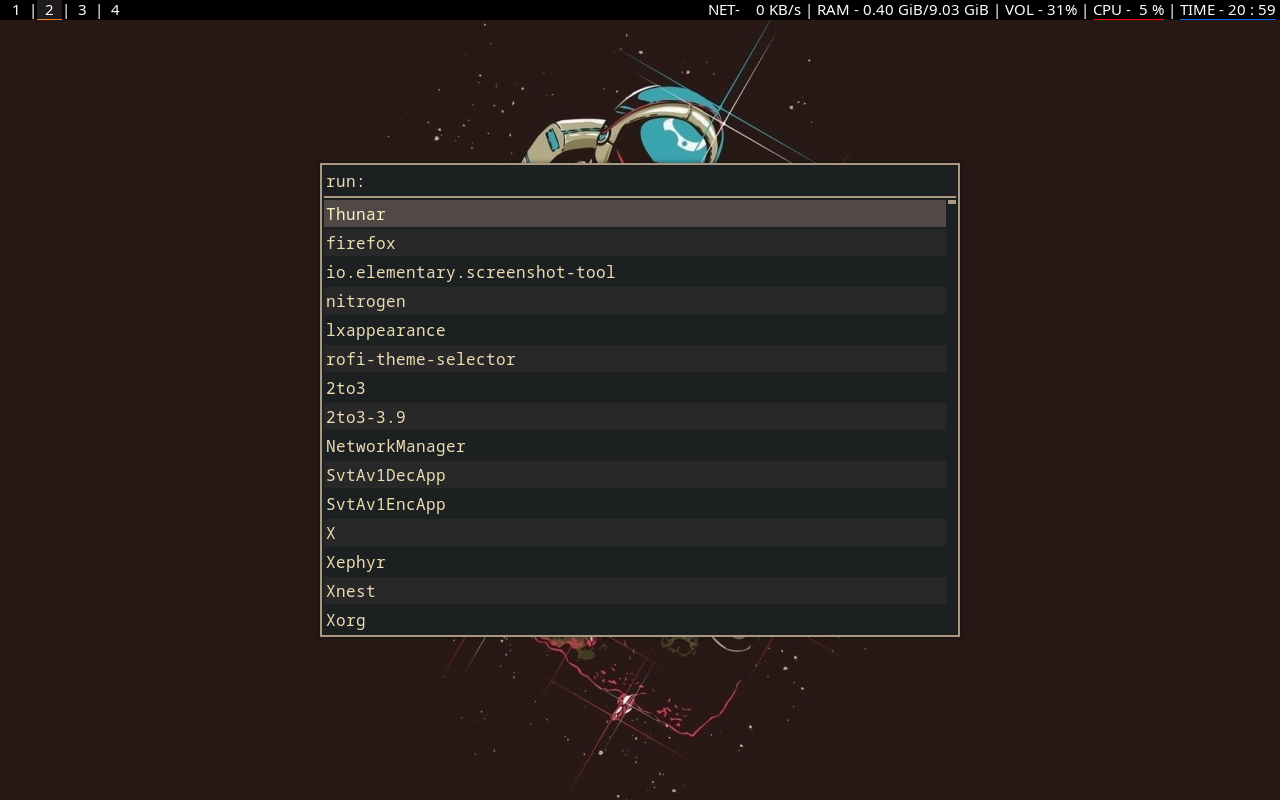 1 | 2 | 3 | 4 NET- 0 KB/s | RAM - 0.40 GiB/9.03 GiB | VOL - 31% | CPU - 5 % | TIME - 20 : 59
run:
Thunar
firefox
io.elementary.screenshot-tool
nitrogen
lxappearance
rofi-theme-selector
2to3
2to3-3.9
NetworkManager
SvtAv1DecApp
SvtAv1EncApp
X
Xephyr
Xnest
Xorg